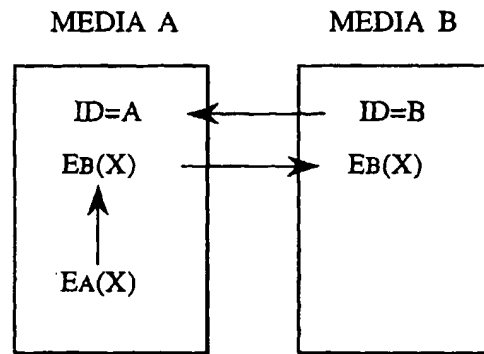 MEDIA A
MEDIA B
ID=A
ID=B
EB(X)
EB(X)
EA(X)